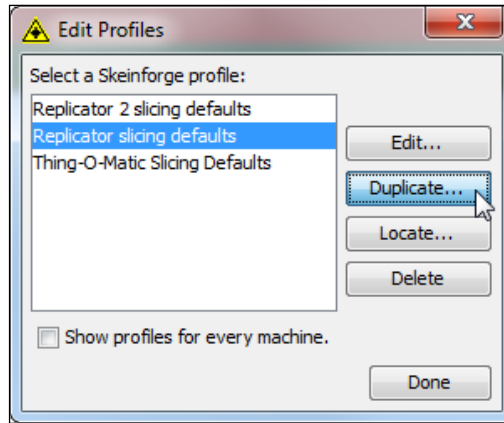 Edit Profiles
Select a Skeinforge profile:
Replicator 2 slicing defaults
Replicator slicing defaults
Thing-O-Matic Slicing Defaults
Edit...
Duplicate...
Locate...
Delete
Show profiles for every machine.
Done